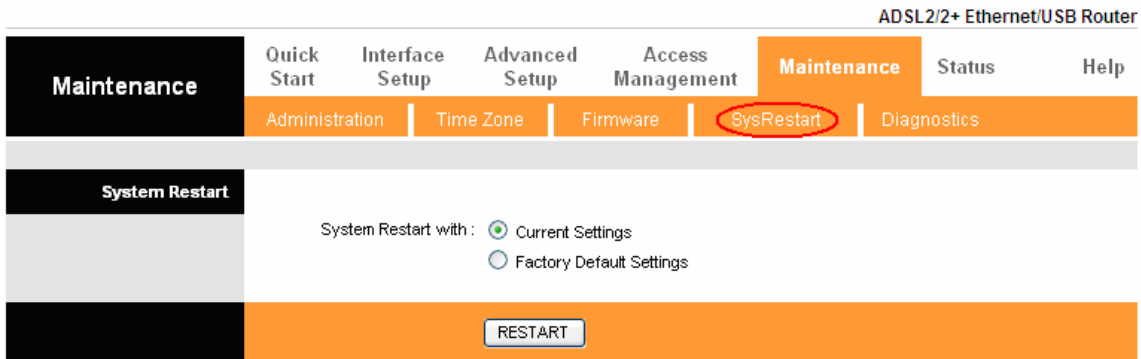 ADSL2/2+ Ethernet/USB Router
Maintenance
Quick Start
Interface Setup
Advanced Setup
Access Management
Maintenance
Status
Help
Administration
Time Zone
Firmware
SysRestart
Diagnostics
System Restart
System Restart with :
Current Settings
Factory Default Settings
RESTART